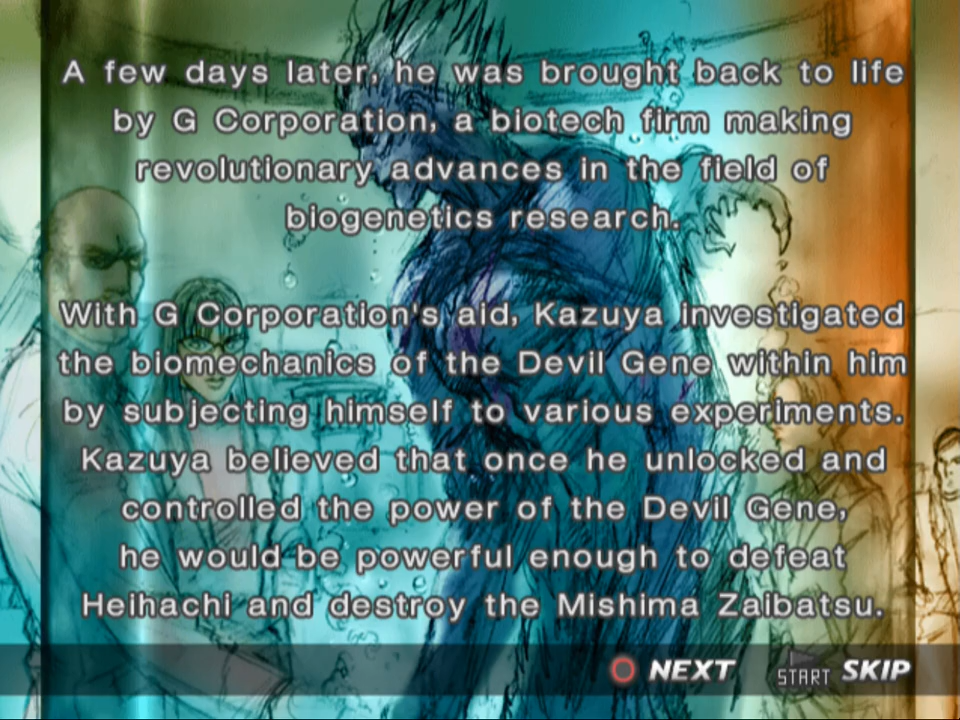 A few days later, he was brought back to life
by G Corporation, a biotech firm making
revolutionary advances in the field of
biogenetics research.
With G Corporation's aid, Kazuya investigated
the biomechanics of the Devil Gene within him
by subjecting himself to various experiments.
Kazuya believed that once he unlocked and
controlled the power of the Devil Gene,
he would be powerful enough to defeat
Heihachi and destroy the Mishima Zaibatsu.
NEXT START SKIP